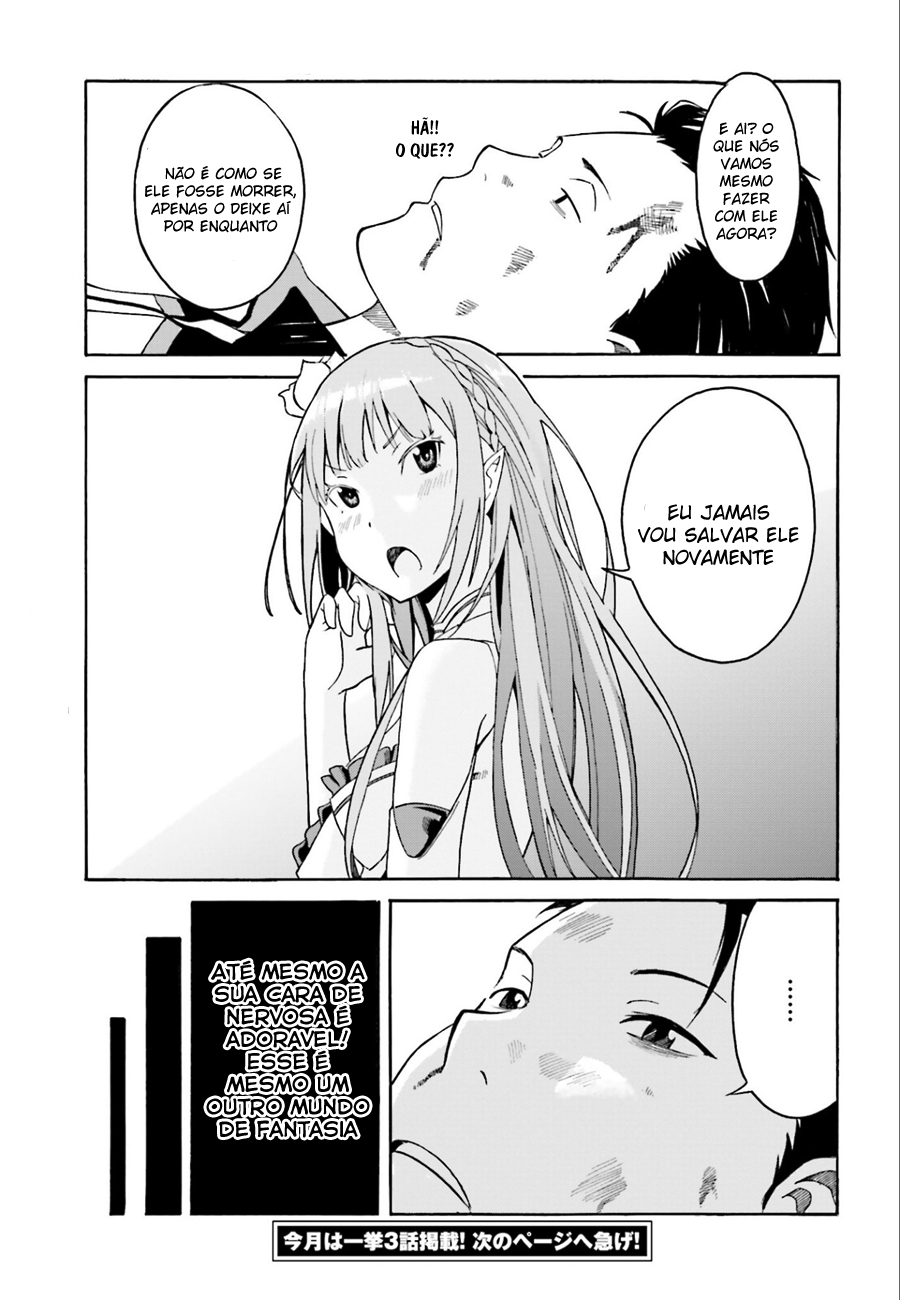 E AI? O
QUE NÓS
VAMOS
MESMO
FAZER
COM ELE
AGORA?
HÃ!!
O QUE??
NÃO É COMO SE
ELE FOSSE MORRER,
APENAS O DEIXE AÍ
POR ENQUANTO
EU JAMAIS
VOU SALVAR ELE
NOVAMENTE
......
ATÉ MESMO A
SUA CARA DE
NERVOSA É
ADORAVEL!
ESSE É
MESMO UM
OUTRO MUNDO
DE FANTASIA
今月は一挙3話掲載! 次のページへ急げ!